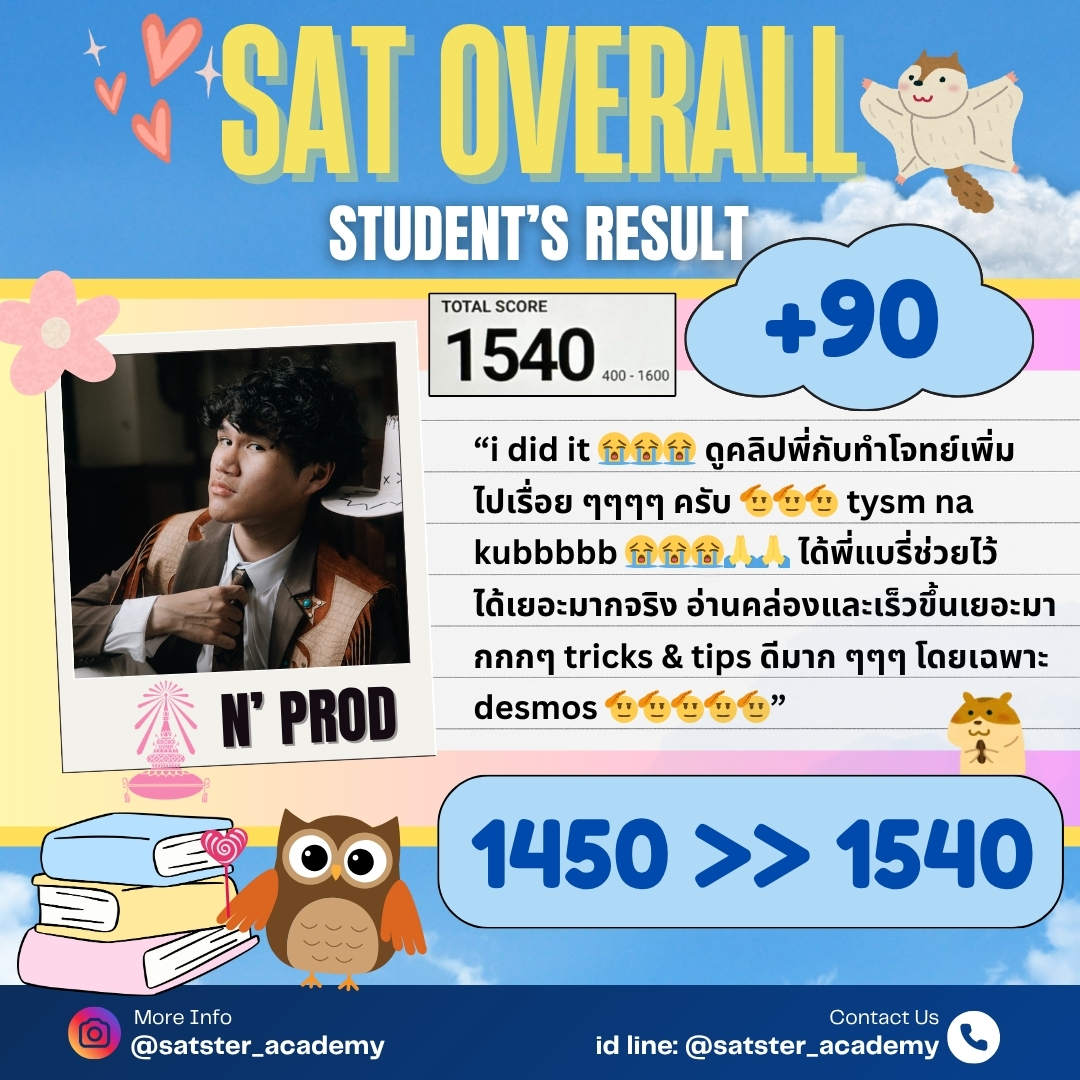 SAT OVERALL
STUDENT'S RESULT
TOTAL SCORE
1540 400 - 1600
+90
“i did it 😭😭😭 ดูคลิปพี่กับทำโจทย์เพิ่ม
ไปเรื่อย ๆๆๆๆ ครับ 🫡🫡🫡 tysm na
kubbbbb 😭😭😭🙏🙏 ได้พี่แบรี่ช่วยไว้
ได้เยอะมากจริง อ่านคล่องและเร็วขึ้นเยอะมา
กกกๆ tricks & tips ดีมาก ๆๆๆ โดยเฉพาะ
desmos 🫡🫡🫡🫡🫡”
N’ PROD
1450 >> 1540
More Info
@satster_academy
Contact Us
id line: @satster_academy